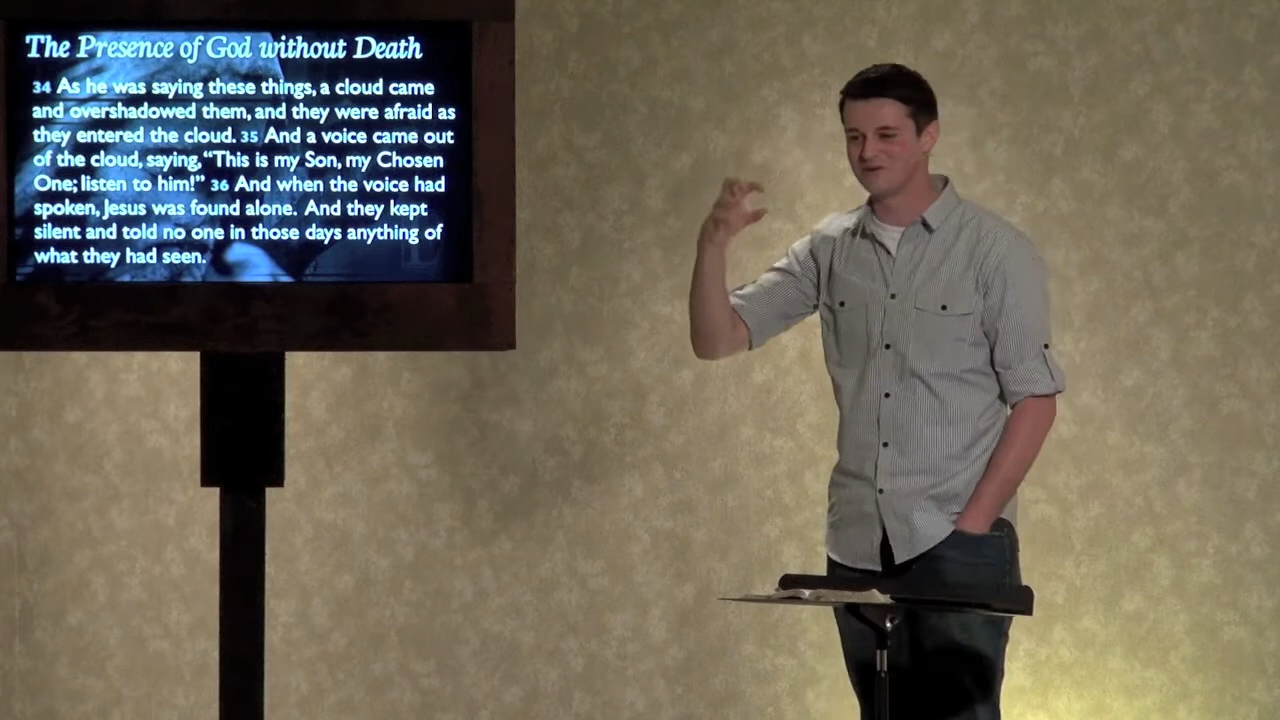 The Presence of God without Death
34 As he was saying these things, a cloud came
and overshadowed them, and they were afraid as
they entered the cloud. 35 And a voice came out
of the cloud, saying, "This is my Son, my Chosen
One; listen to him!" 36 And when the voice had
spoken, Jesus was found alone. And they kept
silent and told no one in those days anything of
what they had seen.